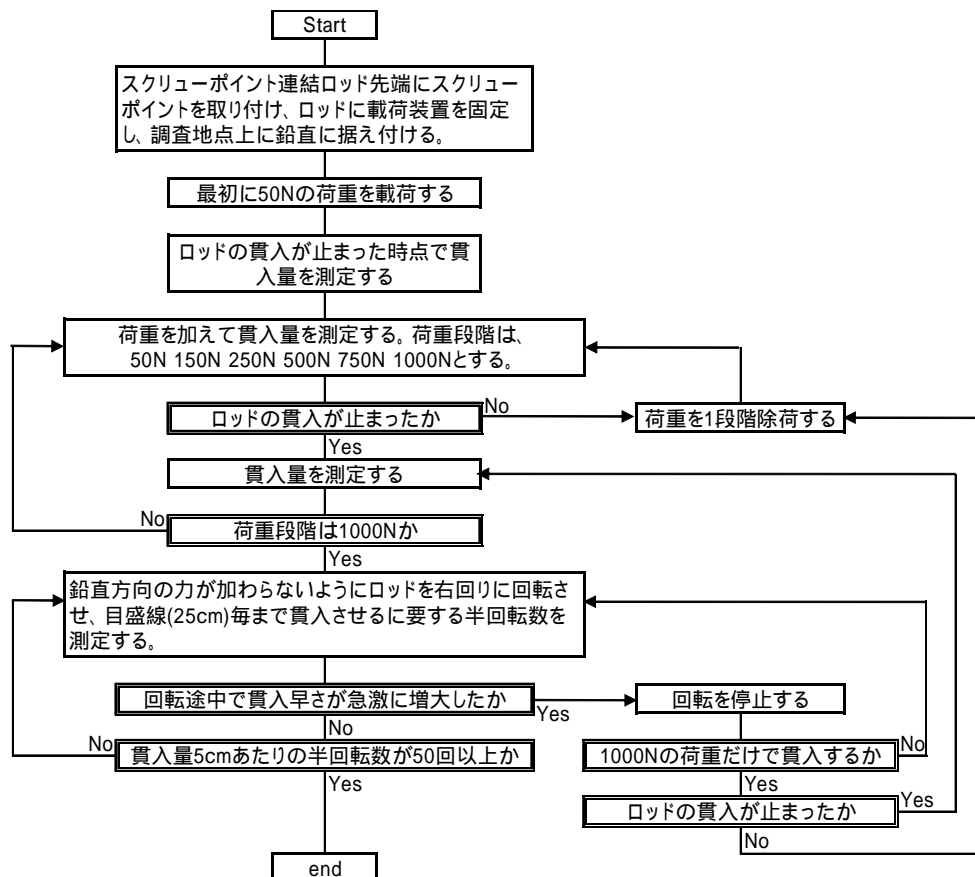 Start
スクリューポイント連結ロッド先端にスクリュー
ポイントを取り付け、ロッドに載荷装置を固定
し、調査地点上に鉛直に据え付ける。
最初に50Nの荷重を載荷する
ロッドの貫入が止まった時点で貫
入量を測定する
荷重を加えて貫入量を測定する。荷重段階は、
50N 150N 250N 500N 750N 1000Nとする。
ロッドの貫入が止まったか
No
荷重を1段階除荷する
Yes
貫入量を測定する
No
荷重段階は1000Nか
Yes
鉛直方向の力が加わらないようにロッドを右回りに回転さ
せ、目盛線(25cm)毎まで貫入させるに要する半回転数を
測定する。
回転途中で貫入早さが急激に増大したか
Yes
回転を停止する
No
No
貫入量5cmあたりの半回転数が50回以上か
1000Nの荷重だけで貫入するか
No
Yes
Yes
ロッドの貫入が止まったか
Yes
No
end